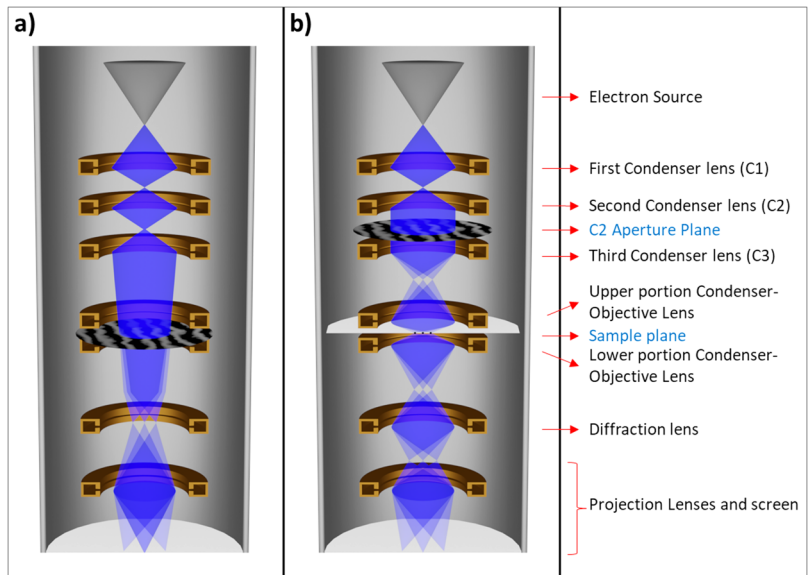 a)
b)
Electron Source
First Condenser lens (C1)
Second Condenser lens (C2)
C2 Aperture Plane
Third Condenser lens (C3)
Upper portion Condenser-
Objective Lens
Sample plane
Lower portion Condenser-
Objective Lens
Diffraction lens
Projection Lenses and screen